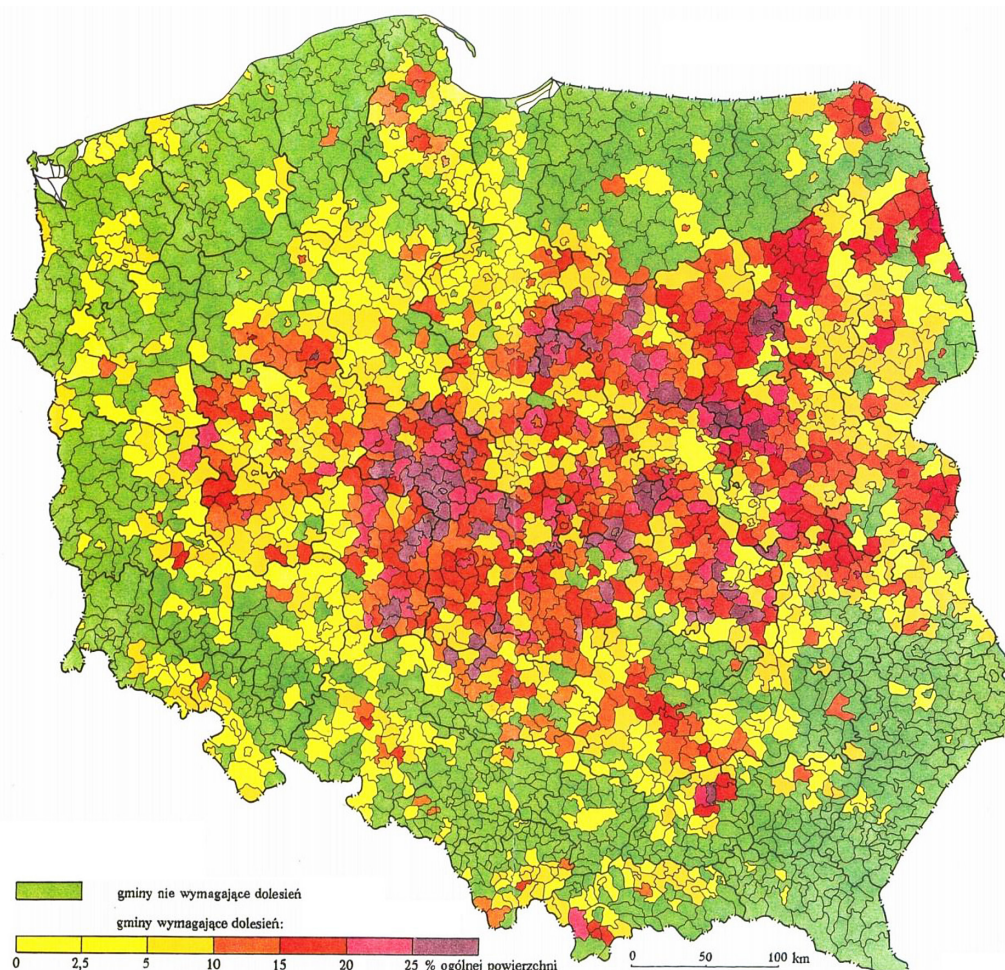 gminy nie wymagające dolesień
gminy wymagające dolesień:
0 2,5 5 10 15 20 25 % ogólnej powierzchni
0 50 100 km